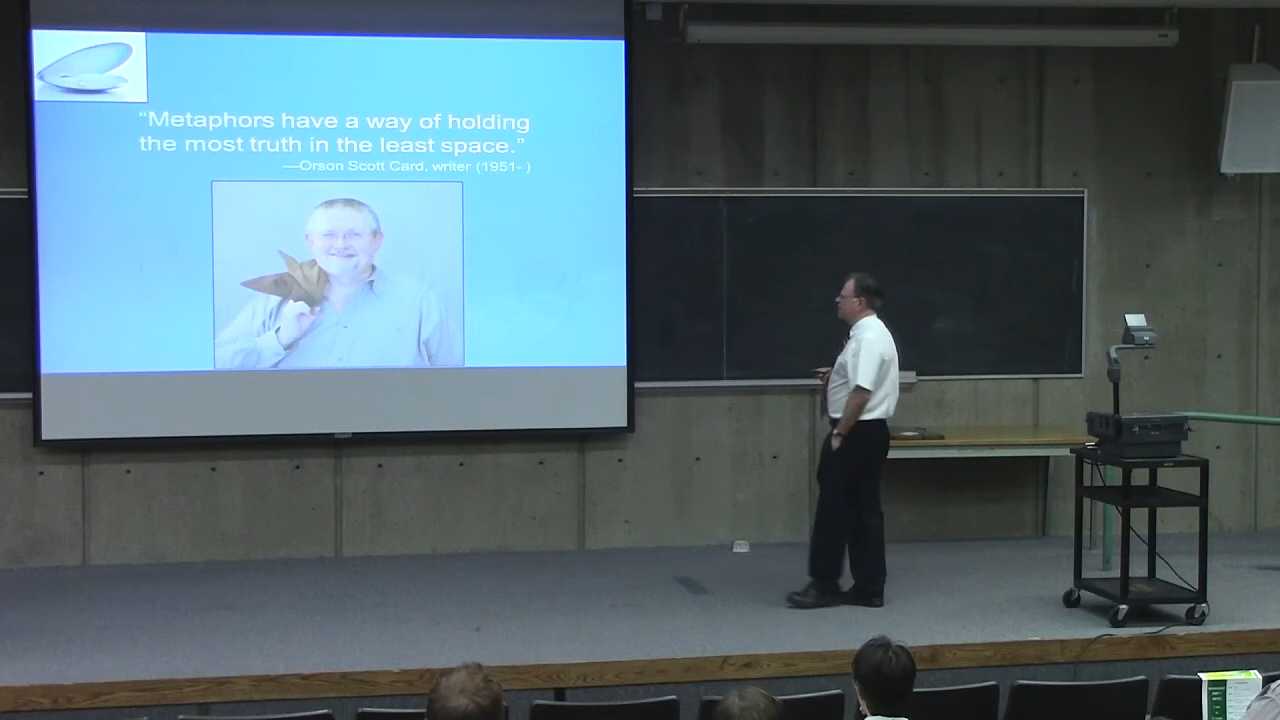 “Metaphors have a way of holding
the most truth in the least space.”
—Orson Scott Card, writer (1951- )